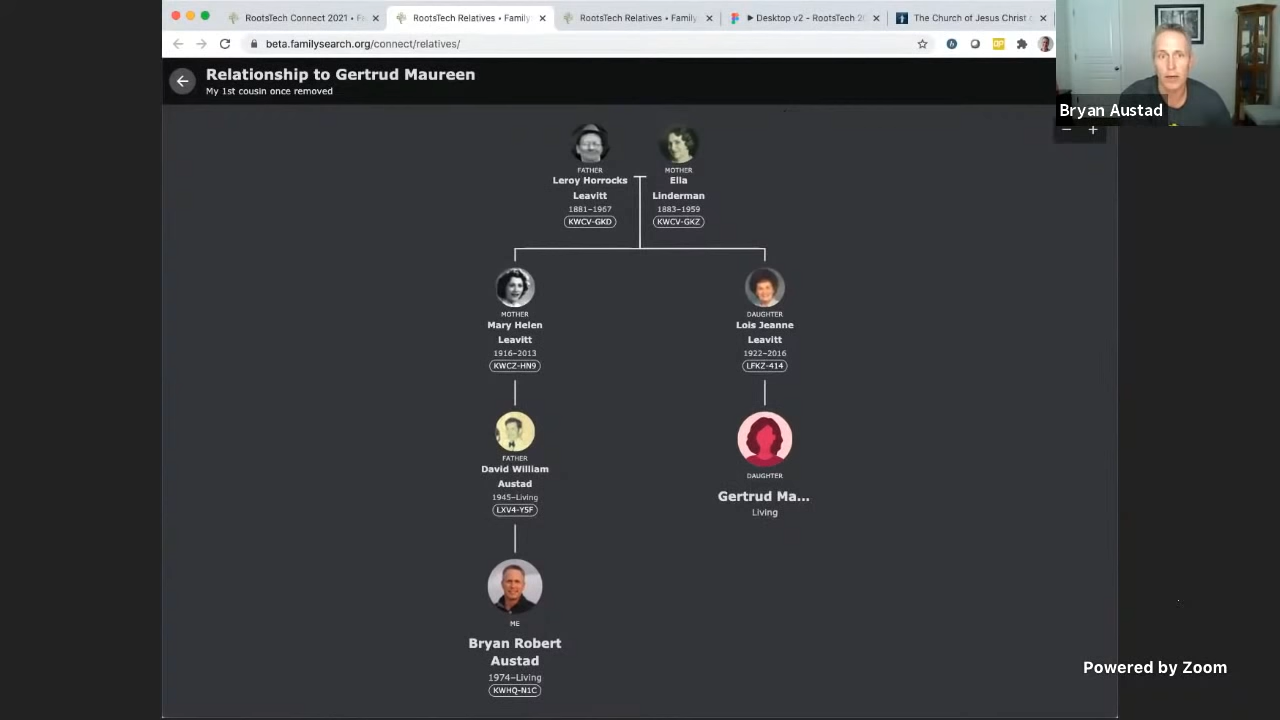 RootsTech Connect 2021 • F
RootsTech Relatives • Family
RootsTech Relatives • Family
Desktop v2 - RootsTech 20
The Church of Jesus Christ
beta.familysearch.org/connect/relatives/
Relationship to Gertrud Maureen
My 1st cousin once removed
Bryan Austad
FATHER
Leroy Horrocks
Leavitt
1881–1967
KWCV-GKD
MOTHER
Ella
Linderman
1883–1959
KWCV-GKZ
MOTHER
Mary Helen
Leavitt
1916–2013
KWCZ-HN9
DAUGHTER
Lois Jeanne
Leavitt
1922–2016
LFKZ-414
FATHER
David William
Austad
1945–Living
LXV4-Y5F
DAUGHTER
Gertrud Ma...
Living
ME
Bryan Robert
Austad
1974–Living
KWHQ-N1C
Powered by Zoom